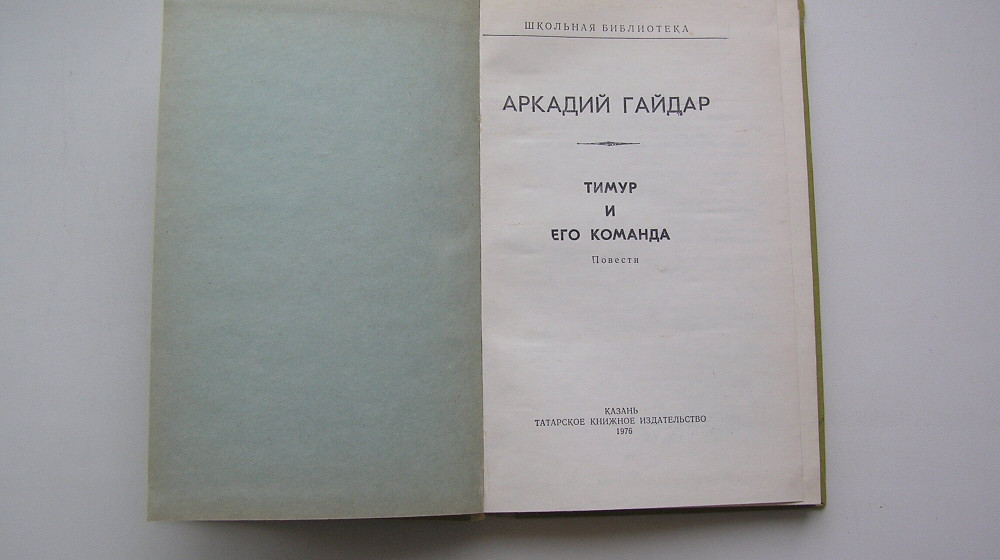 ШКОЛЬНАЯ БИБЛИОТЕКА
АРКАДИЙ ГАЙДАР
ТИМУР
И
ЕГО КОМАНДА
Повести
КАЗАНЬ
ТАТАРСКОЕ КНИЖНОЕ ИЗДАТЕЛЬСТВО
1976